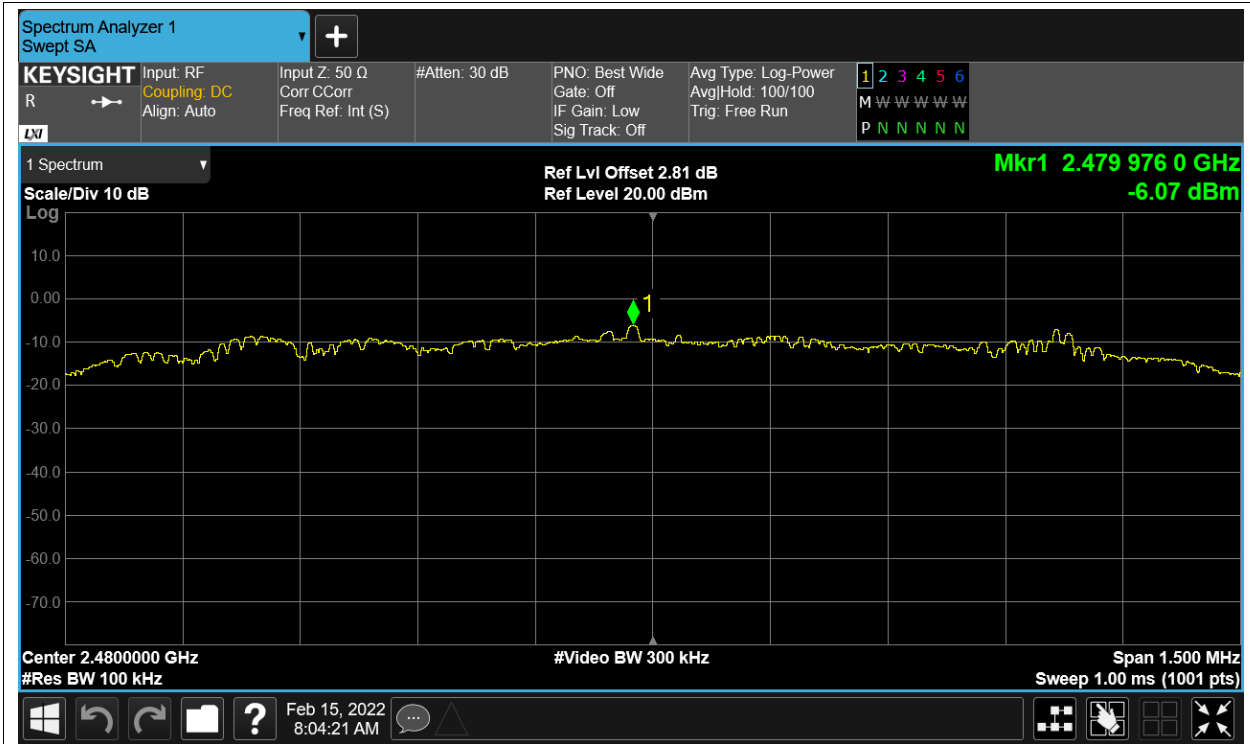 Spectrum Analyzer 1
Swept SA
KEYSIGHT
R
LXI
Input: RF
Coupling: DC
Align: Auto
Input Z: 50 Ω
Corr CCorr
Freq Ref: Int (S)
#Atten: 30 dB
PNO: Best Wide
Gate: Off
IF Gain: Low
Sig Track: Off
Avg Type: Log-Power
Avg|Hold: 100/100
Trig: Free Run
1 2 3 4 5 6
M W W W W W
P N N N N N
1 Spectrum
Scale/Div 10 dB
Ref Lvl Offset 2.81 dB
Ref Level 20.00 dBm
Mkr1 2.479 976 0 GHz
-6.07 dBm
Log
10.0
0.00
1
-10.0
-20.0
-30.0
-40.0
-50.0
-60.0
-70.0
Center 2.4800000 GHz
#Video BW 300 kHz
Span 1.500 MHz
#Res BW 100 kHz
Sweep 1.00 ms (1001 pts)
?
Feb 15, 2022
8:04:21 AM